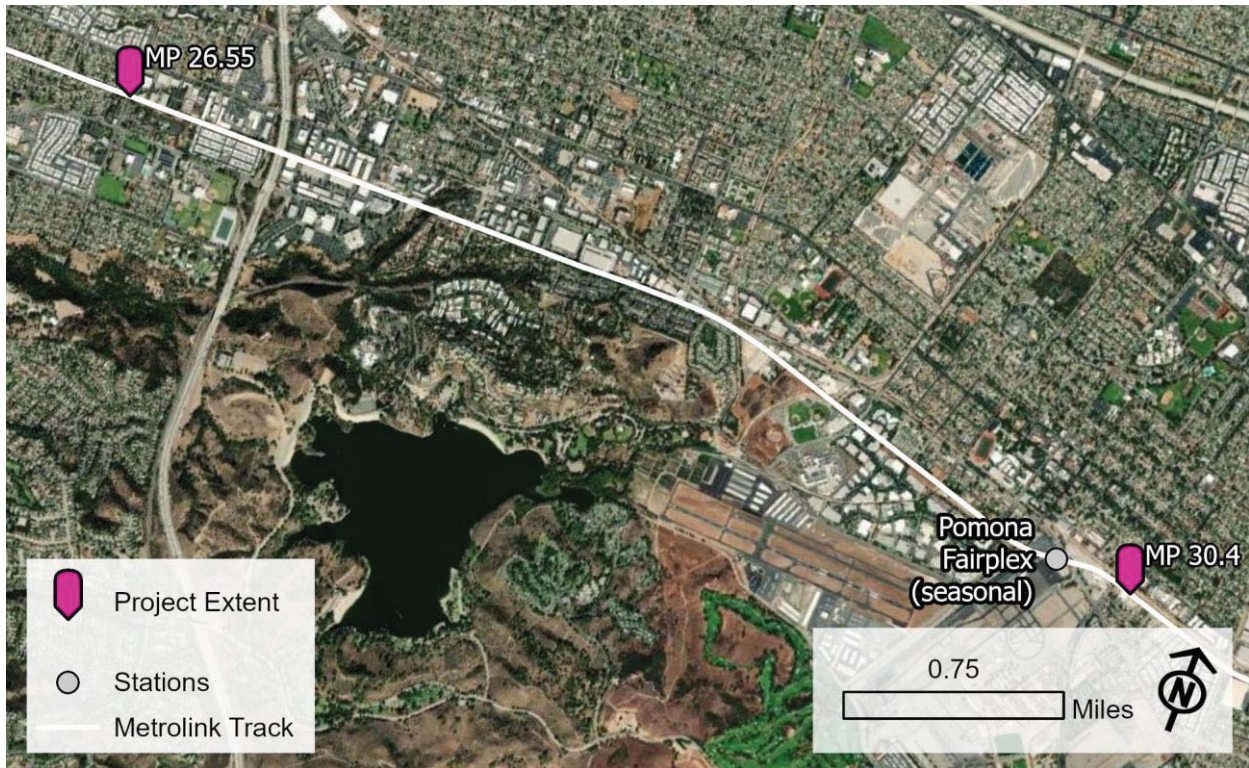 MP 26.55
Pomona
Fairplex
(seasonal)
MP 30.4
Project Extent
Stations
Metrolink Track
0.75
Miles
N